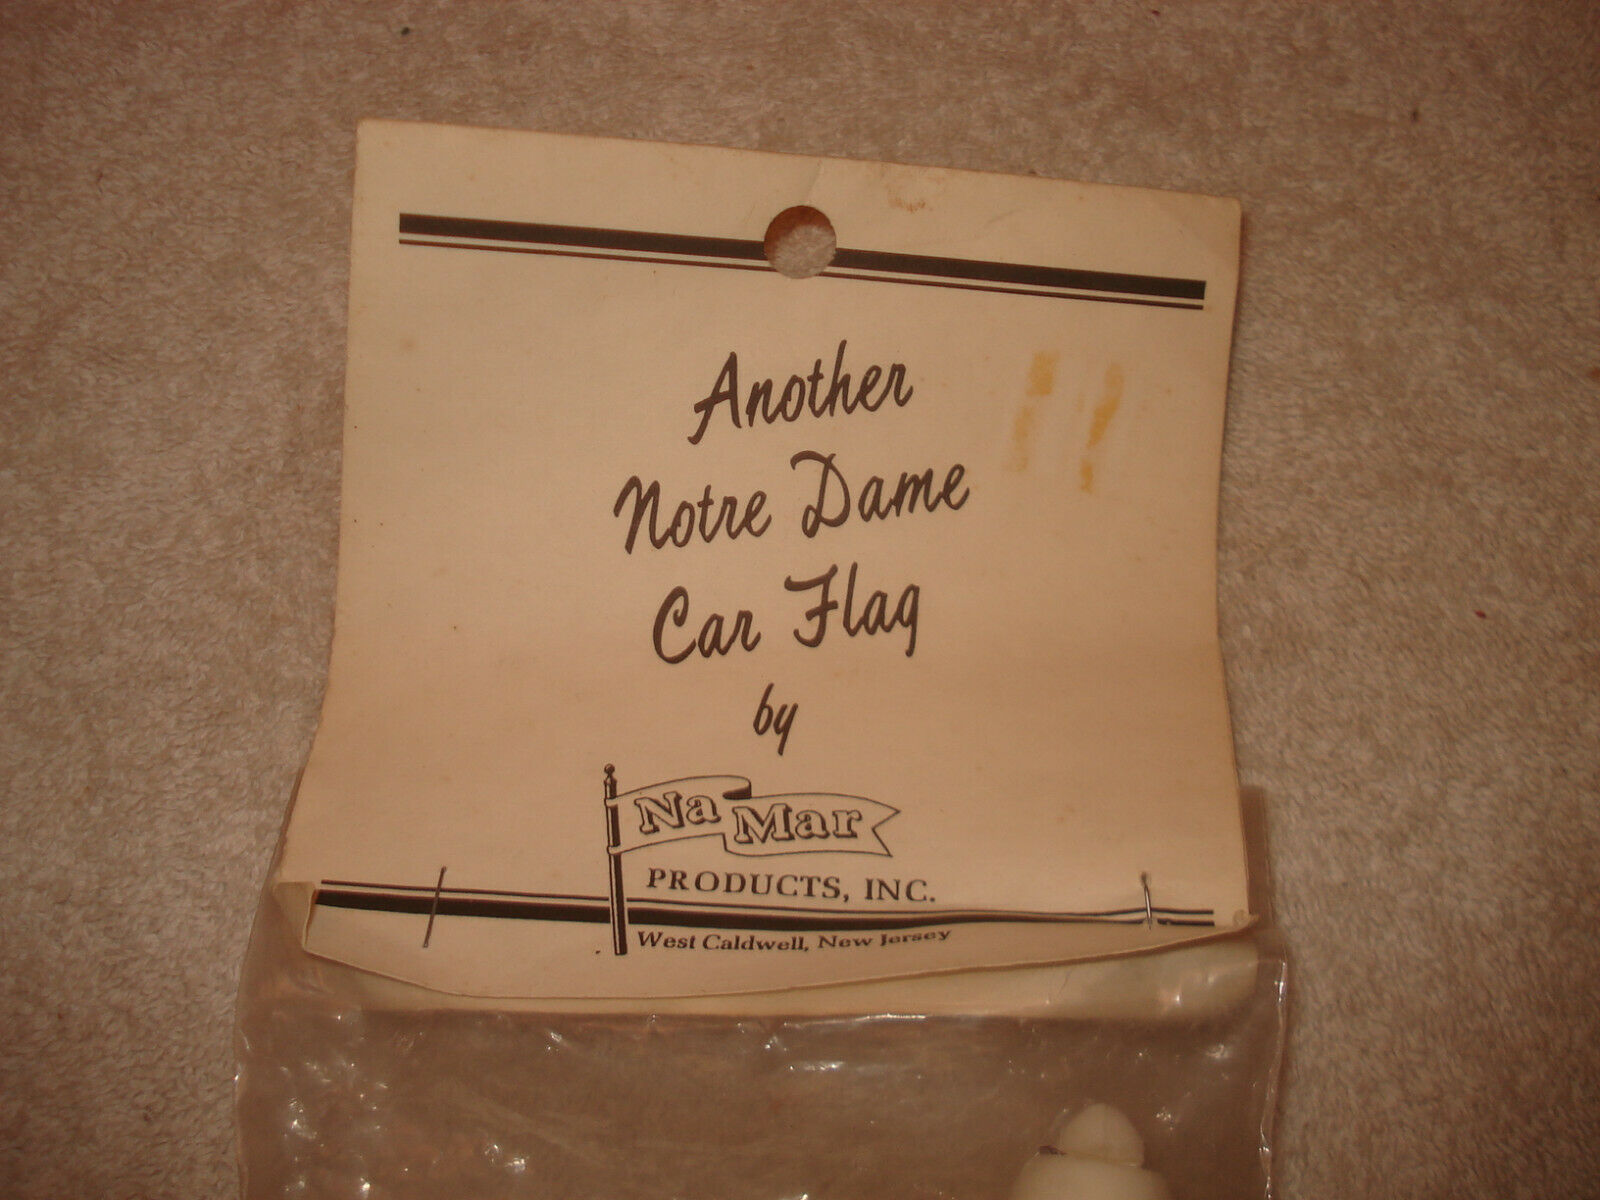 Another
Notre Dame
Car Flag
by
Na Mar
PRODUCTS, INC.
West Caldwell, New Jersey